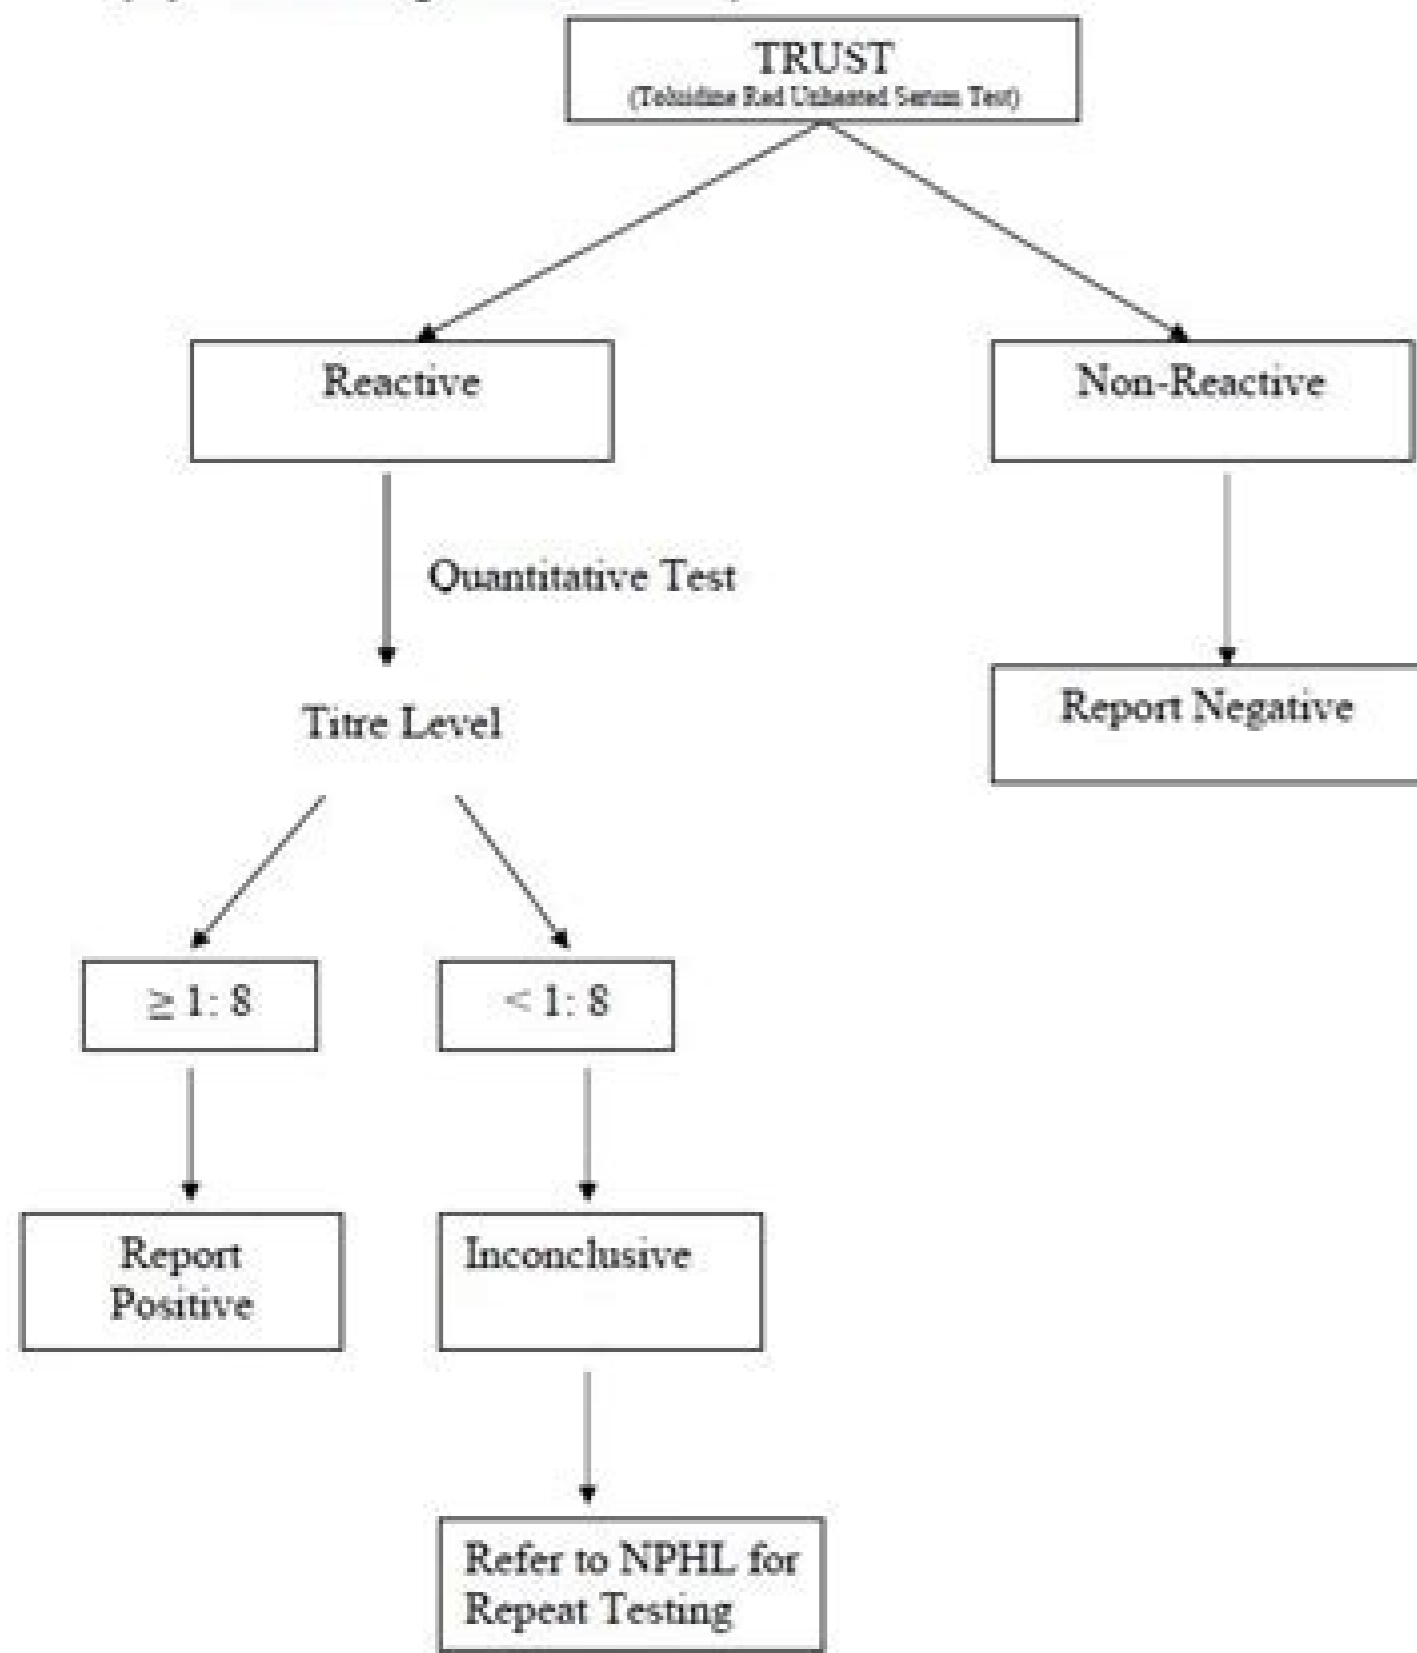 TRUST
(Toluidine Red Unheated Serum Test)
Reactive
Non-Reactive
Quantitative Test
Titre Level
Report Negative
≥ 1: 8
< 1: 8
Report
Positive
Inconclusive
Refer to NPHL for
Repeat Testing